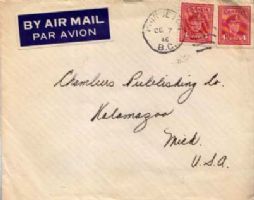 BY AIR MAIL
PAR AVION
B.C.
Chambers Publishing Co.
Kalamazoo
Mich.
U.S.A.